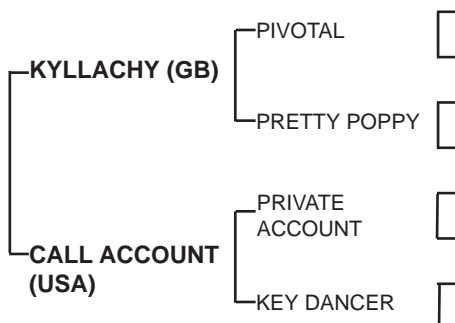 PIVOTAL
KYLLACHY (GB)
PRETTY POPPY
PRIVATE
ACCOUNT
CALL ACCOUNT
(USA)
KEY DANCER